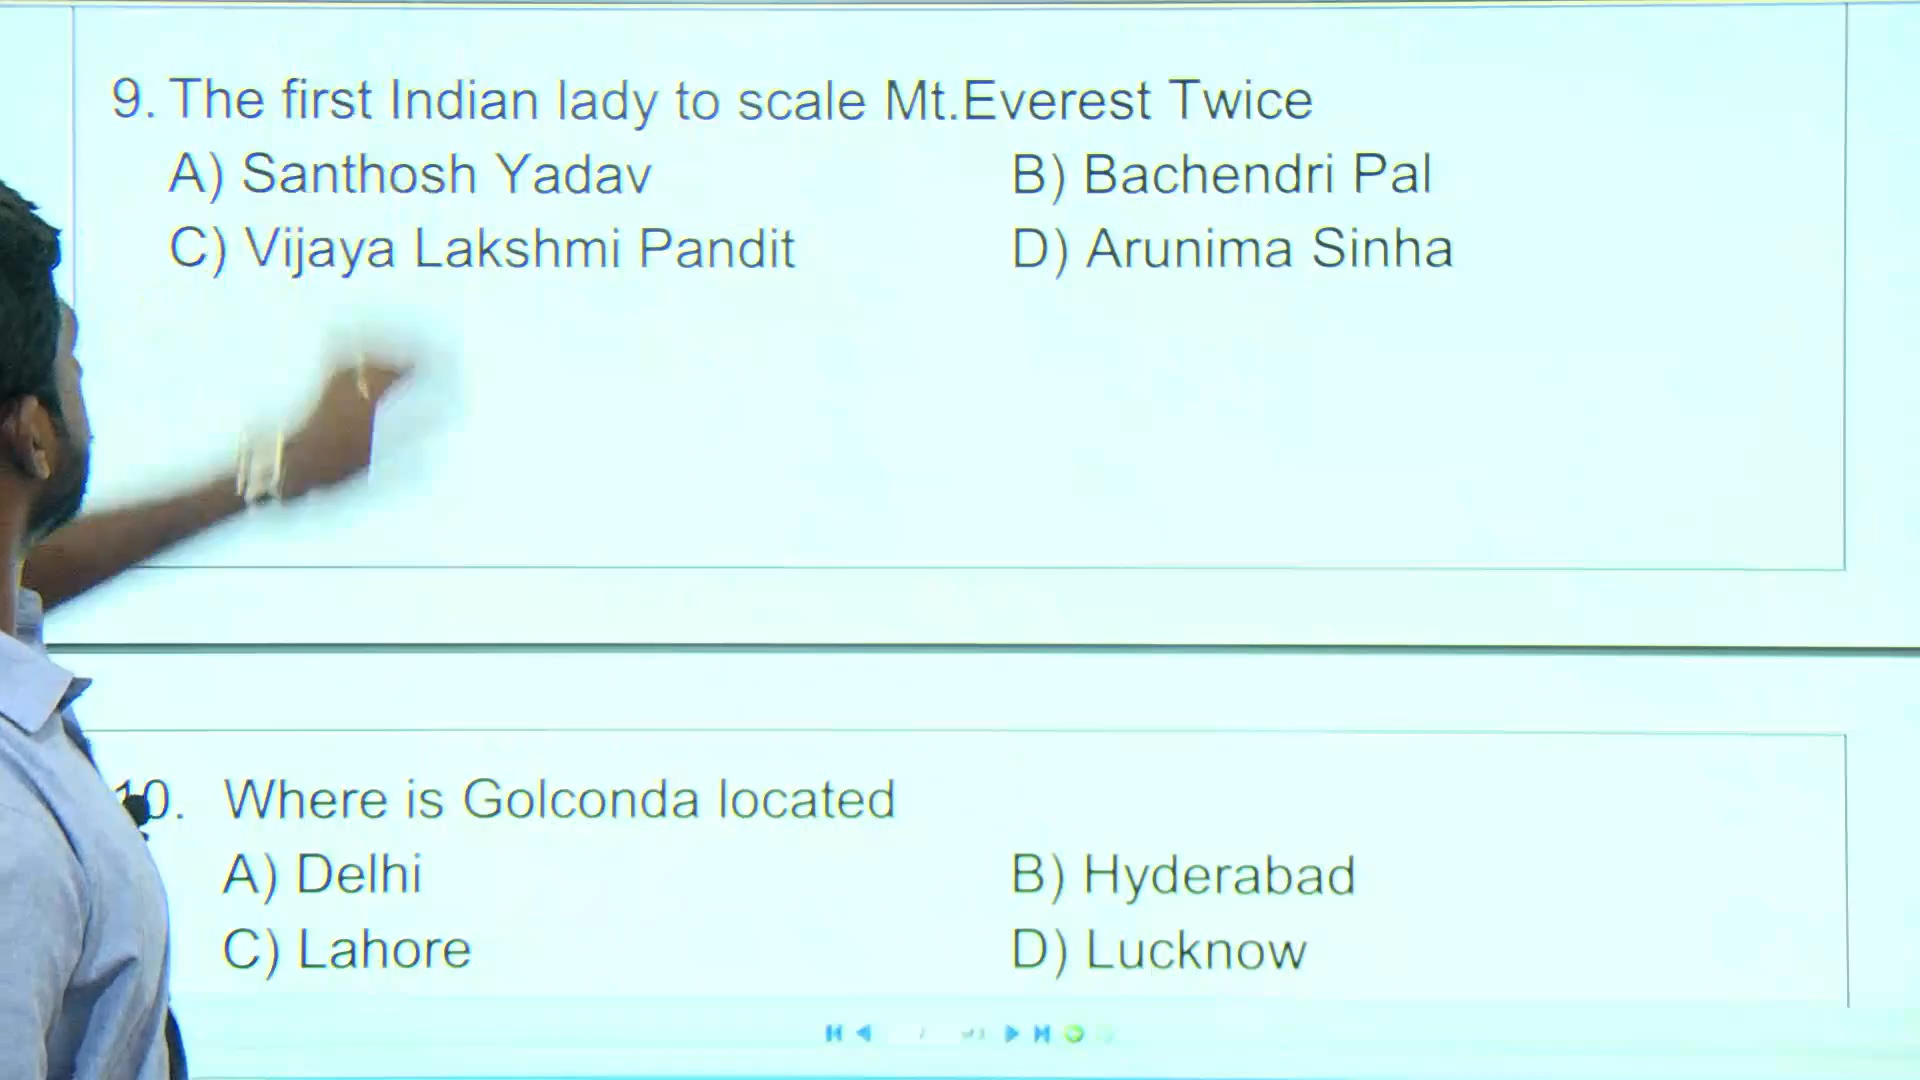 9. The first Indian lady to scale Mt.Everest Twice
A) Santhosh Yadav B) Bachendri Pal
C) Vijaya Lakshmi Pandit D) Arunima Sinha
10. Where is Golconda located
A) Delhi B) Hyderabad
C) Lahore D) Lucknow